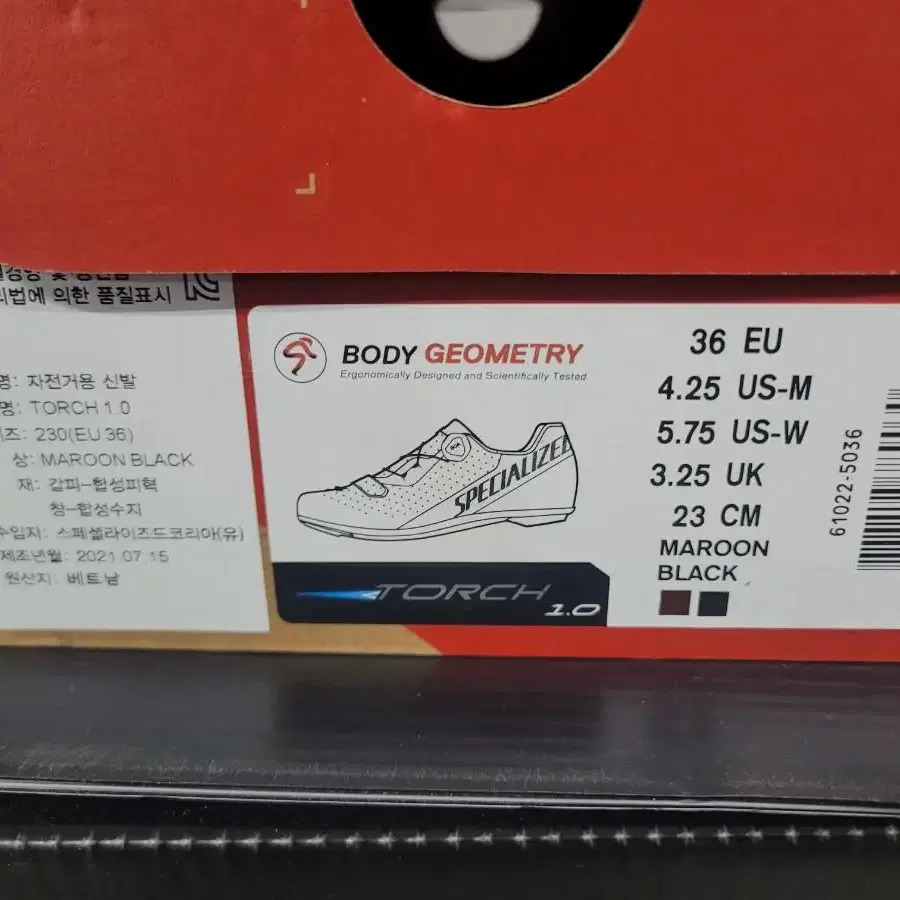 리법에 의한 품질표시
명: 자전거용 신발
명: TORCH 1.0
즈: 230(EU 36)
상: MAROON BLACK
재: 갑피-합성피혁
창-합성수지
수입자: 스페셜라이즈드코리아(유)
제조년월: 2021.07.15
원산지: 베트남
BODY GEOMETRY
Ergonomically Designed and Scientifically Tested
SPECIALIZED
TORCH
1.0
36 EU
4.25 US-M
5.75 US-W
3.25 UK
23 CM
MAROON
BLACK
61022-5036